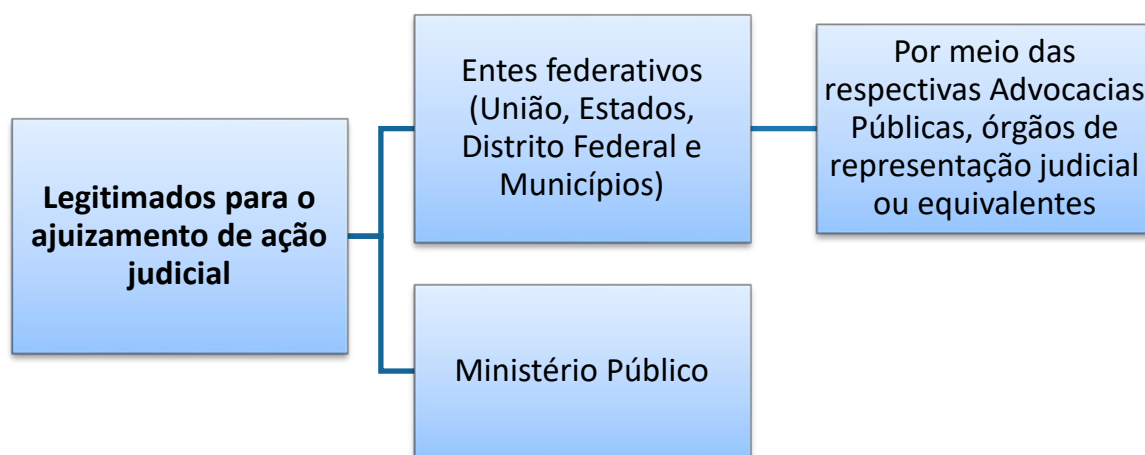 Legitimados para o
ajuizamento de ação
judicial
Entes federativos
(União, Estados,
Distrito Federal e
Municípios)
Por meio das
respectivas Advocacias
Públicas, órgãos de
representação judicial
ou equivalentes
Ministério Público